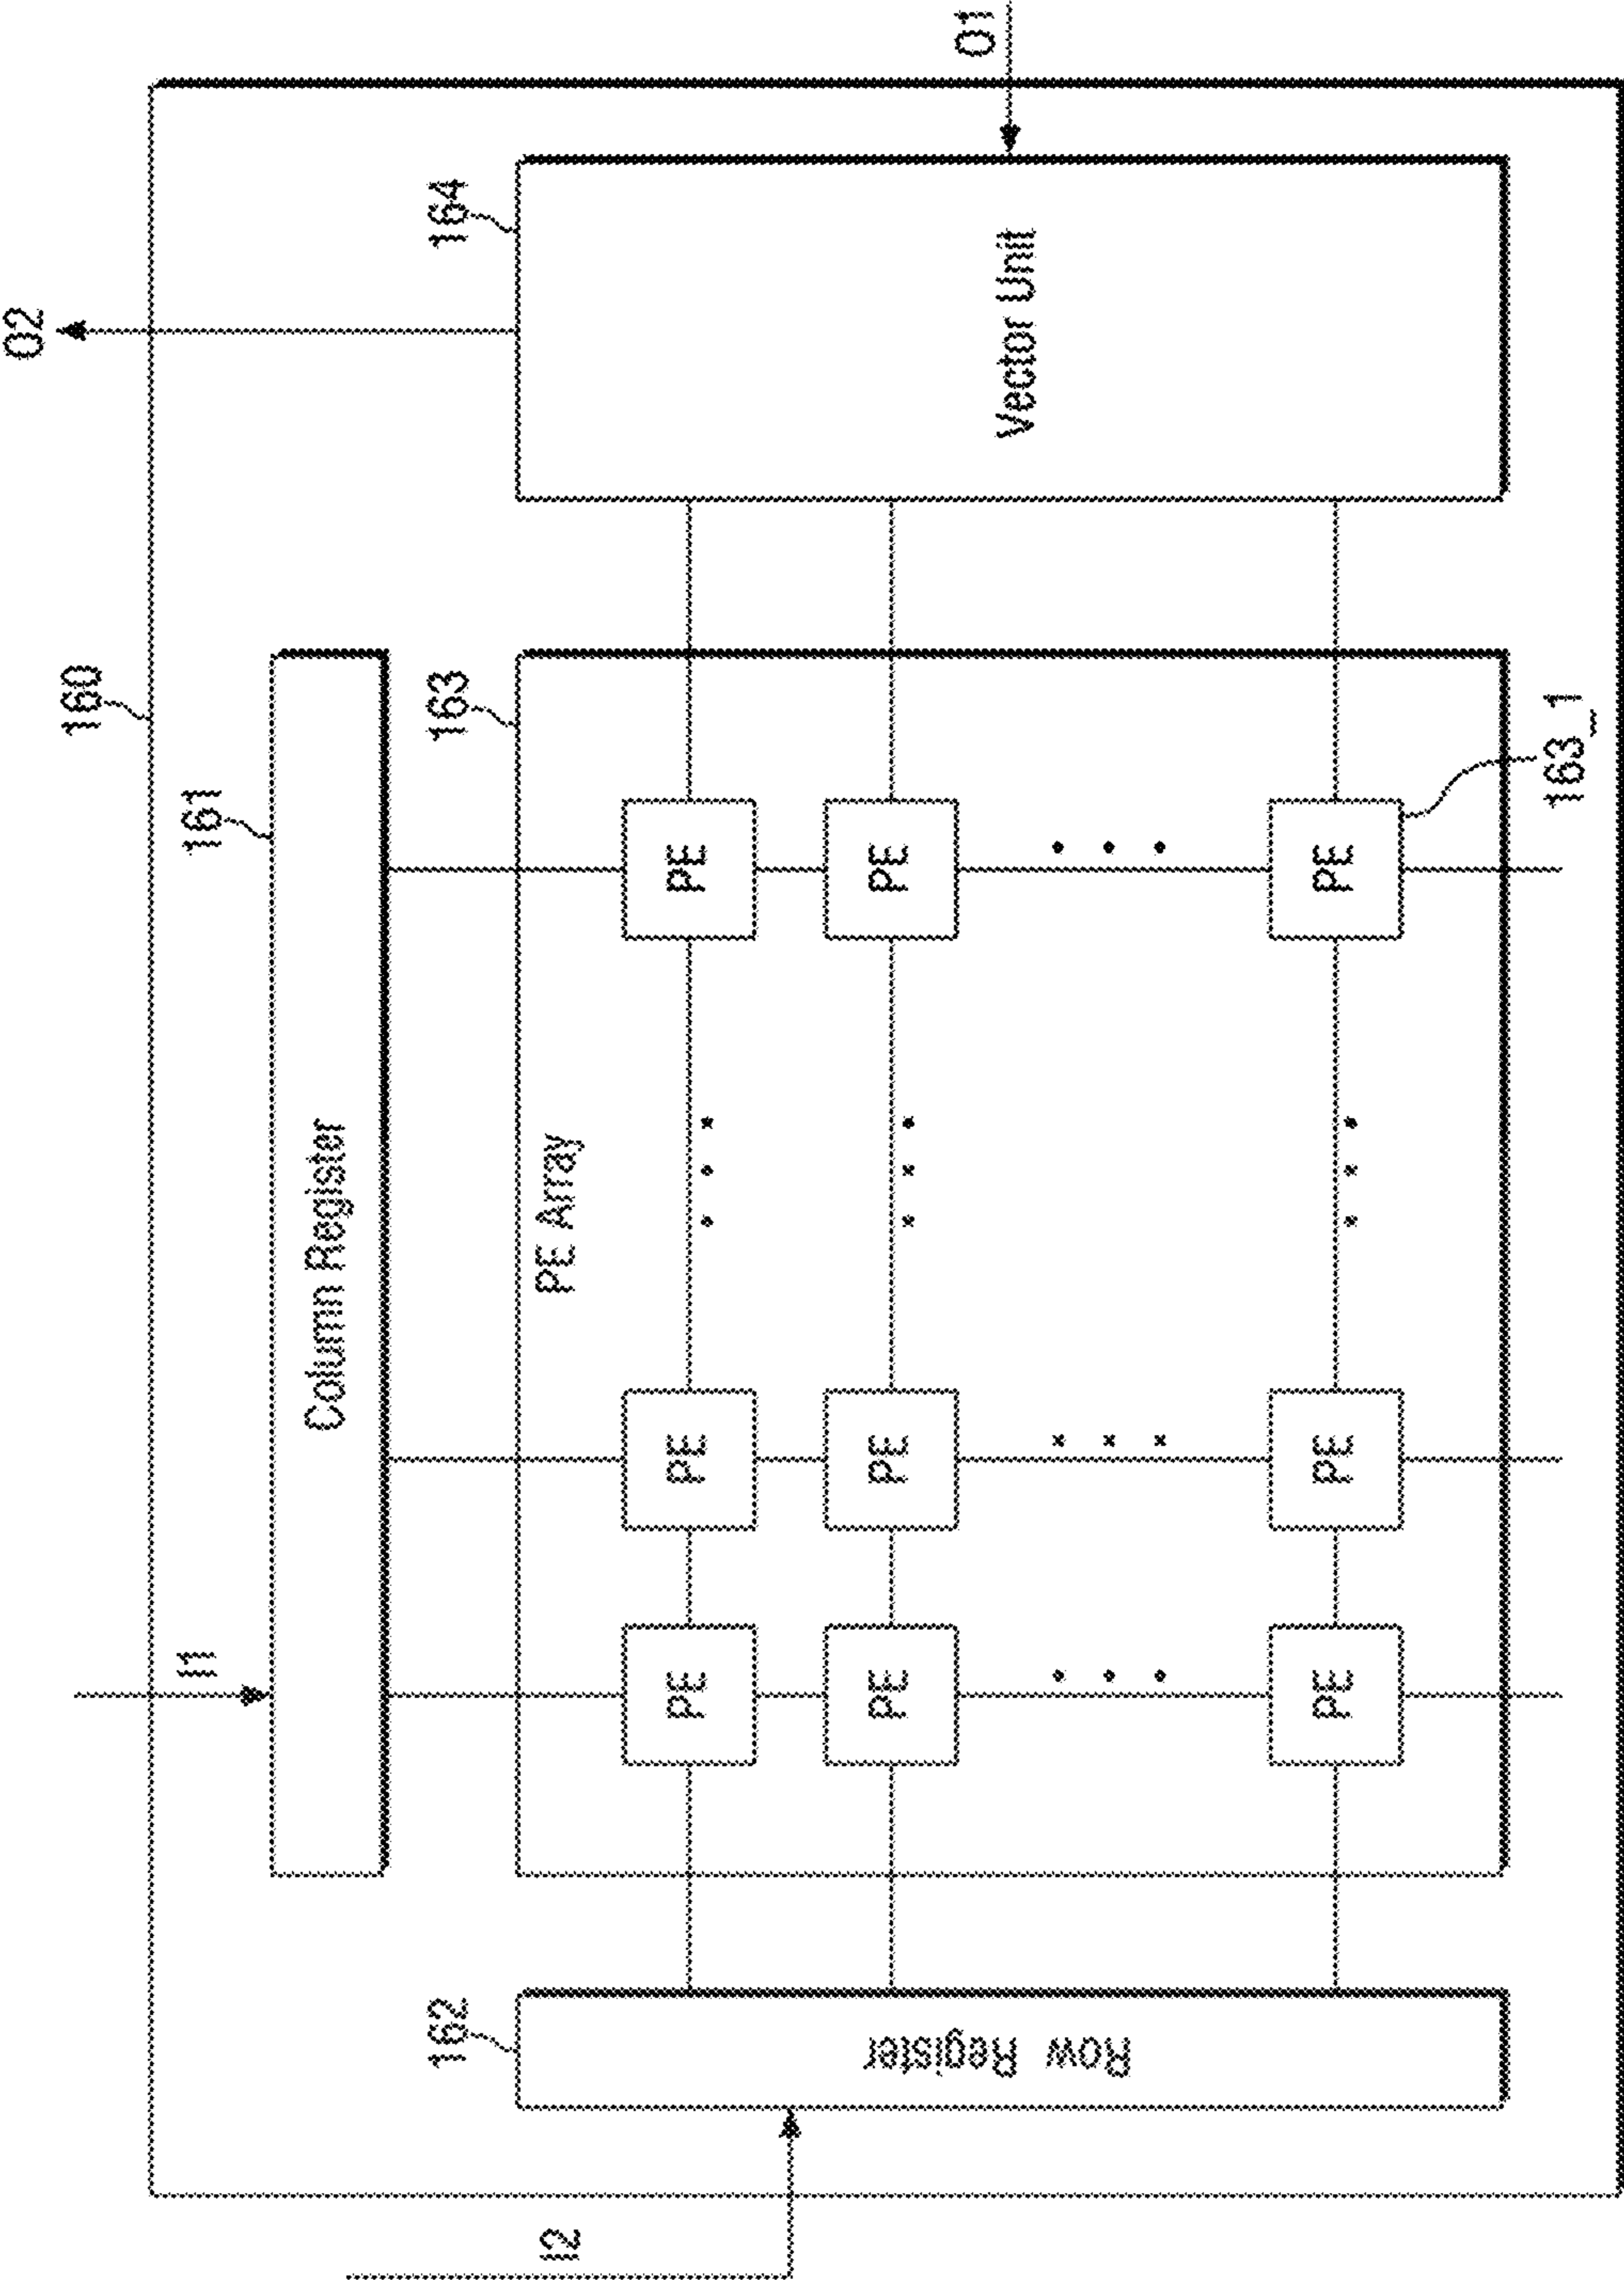 O2
160
I1
161
Column Register
162
163
164
I2
PE Array
PE PE PE
PE PE PE
Row Register
Vector Unit
O1
PE PE PE
163_1